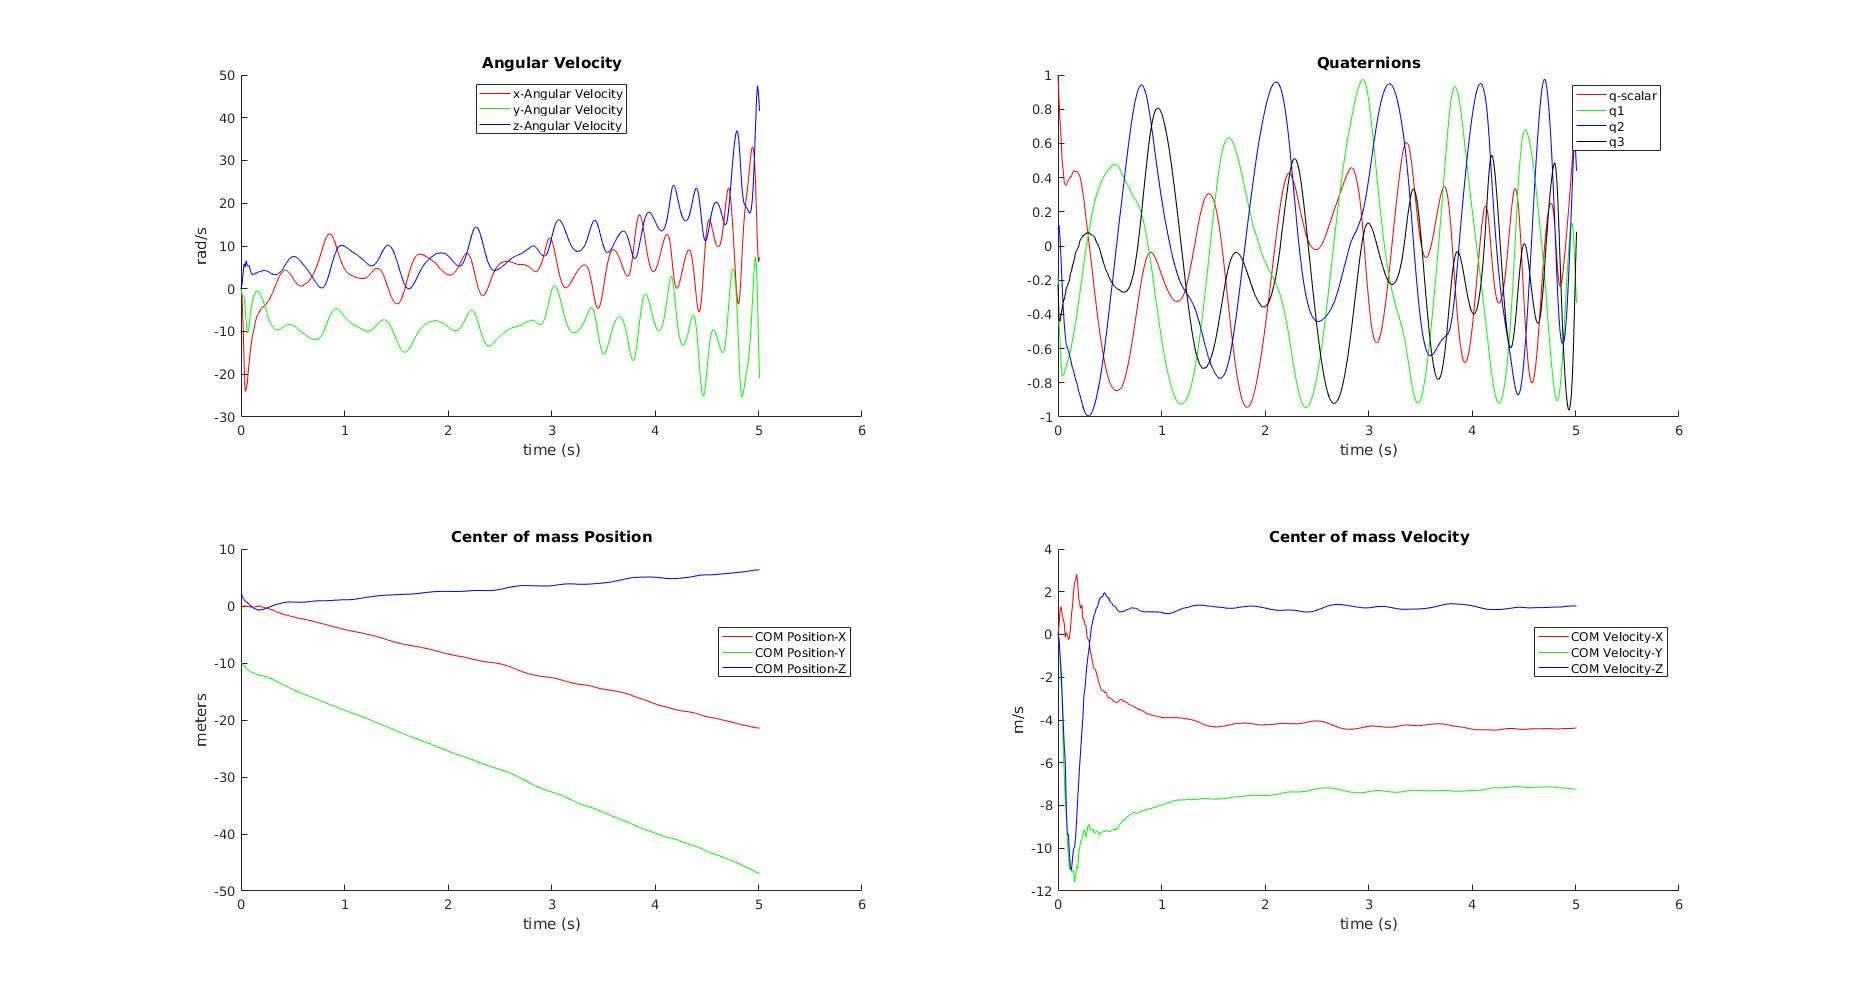 Angular Velocity
50
40
30
20
10
0
-10
-20
-30
rad/s
x-Angular Velocity
y-Angular Velocity
z-Angular Velocity
0 1 2 3 4 5 6
time (s)
Quaternions
1
0.8
0.6
0.4
0.2
0
-0.2
-0.4
-0.6
-0.8
-1
q-scalar
q1
q2
q3
0 1 2 3 4 5 6
time (s)
Center of mass Position
10
0
-10
-20
-30
-40
-50
meters
COM Position-X
COM Position-Y
COM Position-Z
0 1 2 3 4 5 6
time (s)
Center of mass Velocity
4
2
0
-2
-4
-6
-8
-10
-12
m/s
COM Velocity-X
COM Velocity-Y
COM Velocity-Z
0 1 2 3 4 5 6
time (s)